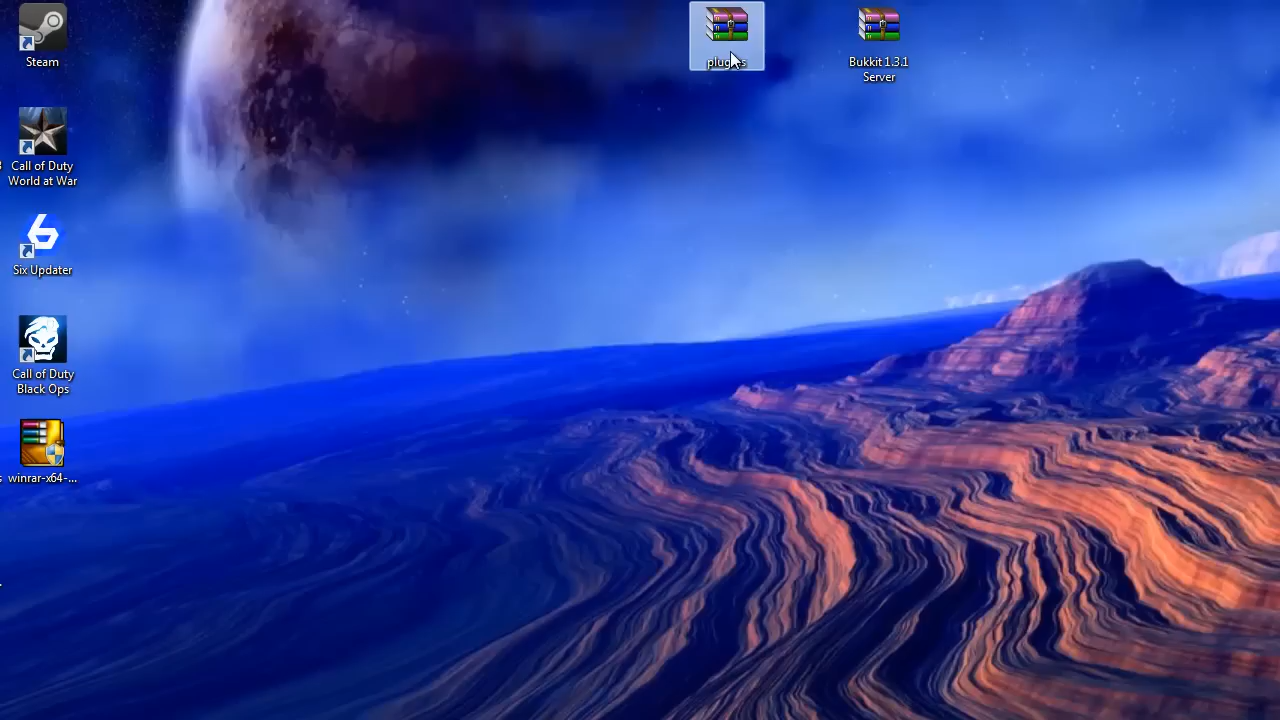 Steam
Call of Duty
World at War
Six Updater
Call of Duty
Black Ops
winrar-x64-...
plugins
Bukkit 1.3.1
Server